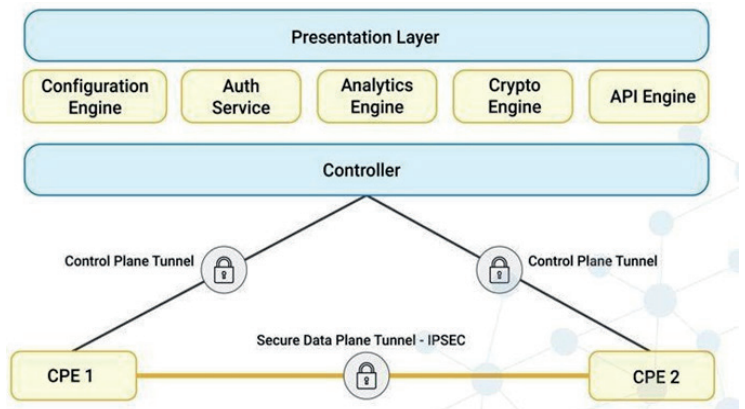 Presentation Layer
Configuration
Engine
Auth
Service
Analytics
Engine
Crypto
Engine
API Engine
Controller
Control Plane Tunnel
Control Plane Tunnel
Secure Data Plane Tunnel - IPSEC
CPE 1
CPE 2